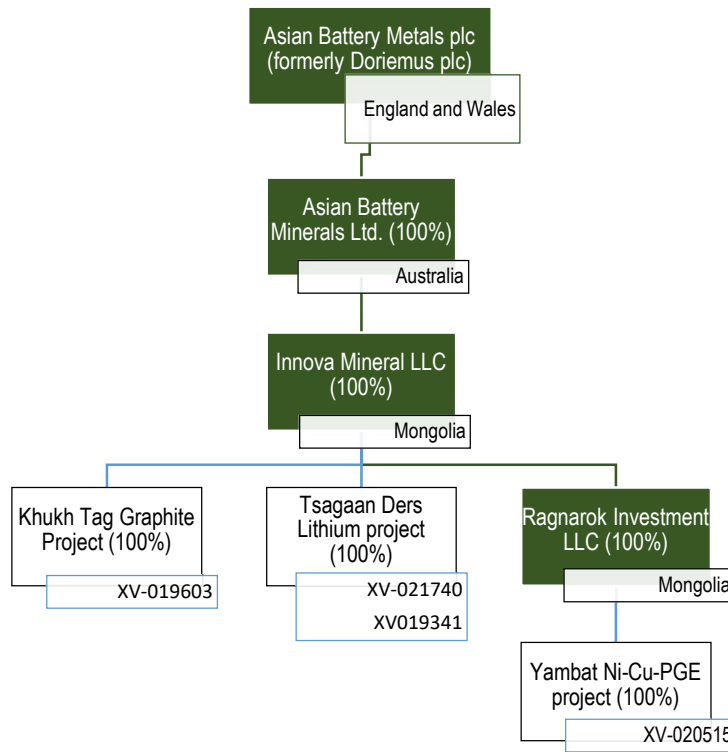 Asian Battery Metals plc
(formerly Doriemus plc)
England and Wales
Asian Battery
Minerals Ltd. (100%)
Australia
Innova Mineral LLC
(100%)
Mongolia
Khukh Tag Graphite
Project (100%)
XV-019603
Tsagaan Ders
Lithium project
(100%)
XV-021740
XV019341
Ragnarok Investment
LLC (100%)
Mongolia
Yambat Ni-Cu-PGE
project (100%)
XV-020515